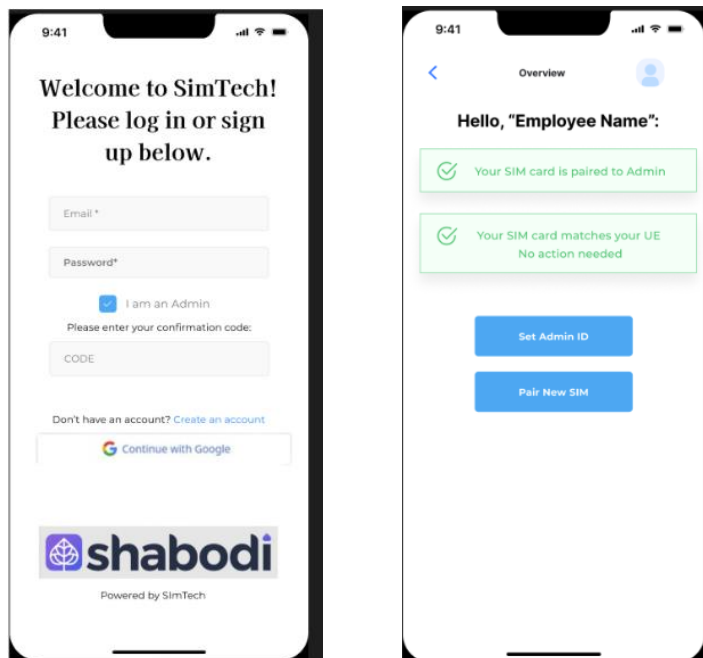 9:41
Welcome to SimTech!
Please log in or sign
up below.
Email *
Password*
I am an Admin
Please enter your confirmation code:
CODE
Don't have an account? Create an account
Continue with Google
shabodi
Powered by SimTech
9:41
Overview
Hello, “Employee Name”:
Your SIM card is paired to Admin
Your SIM card matches your UE
No action needed
Set Admin ID
Pair New SIM